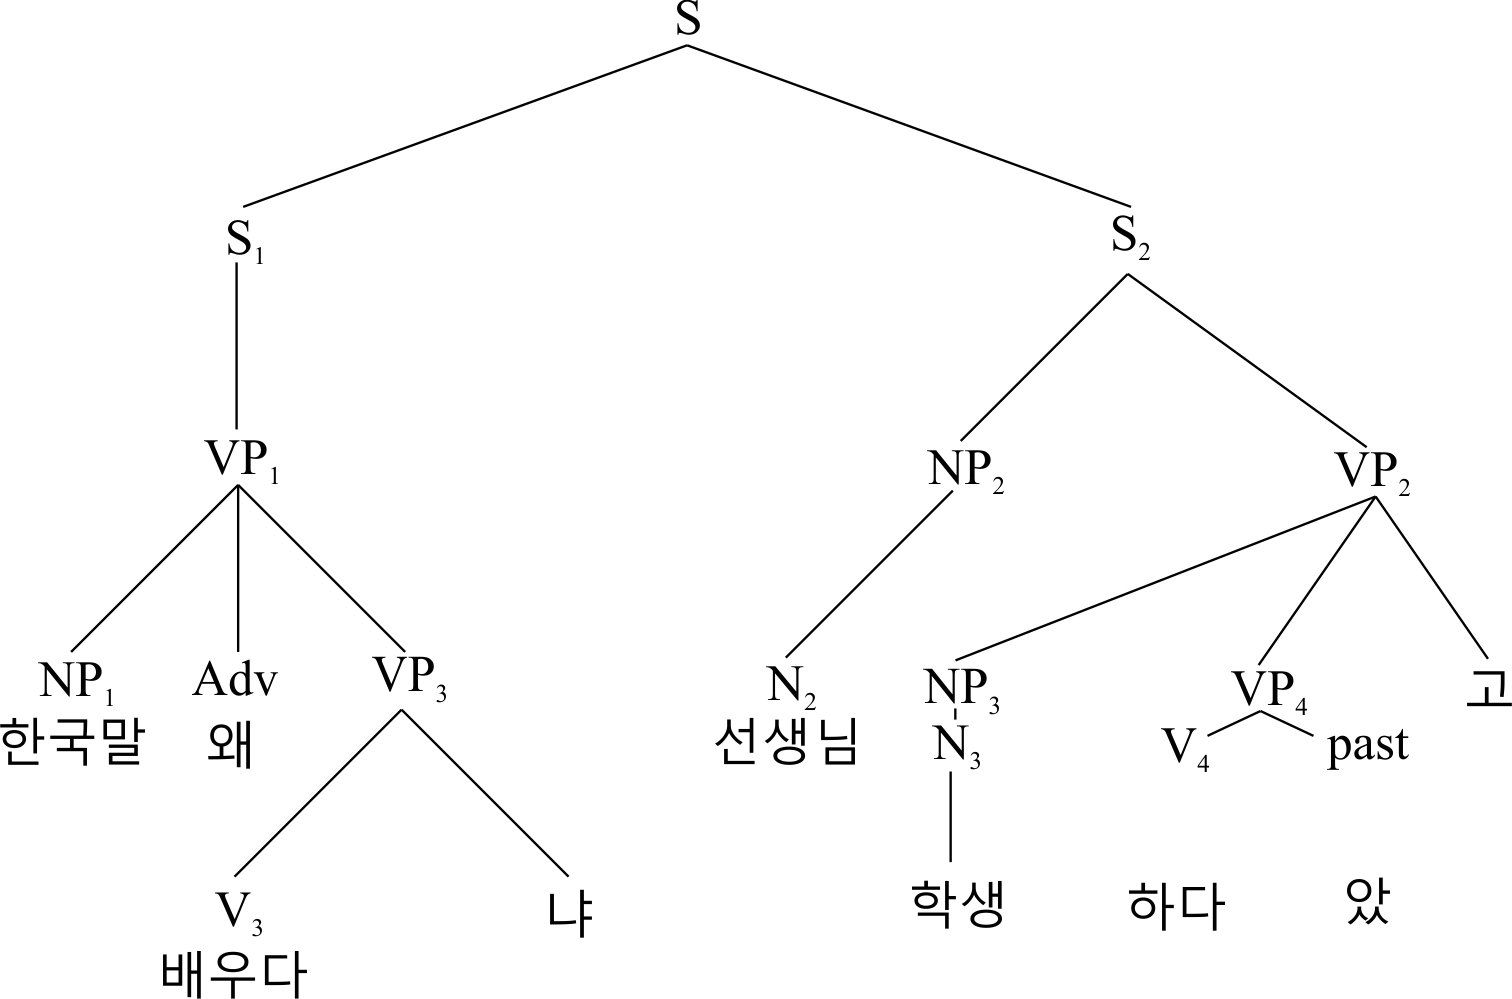 S
S₁ S₂
VP₁ NP₂ VP₂
NP₁ Adv VP₃ N₂ NP₃ VP₄ 고
한국말 왜 선생님 N₃ V₄ past
V₃ 냐 학생 하다 았
배우다